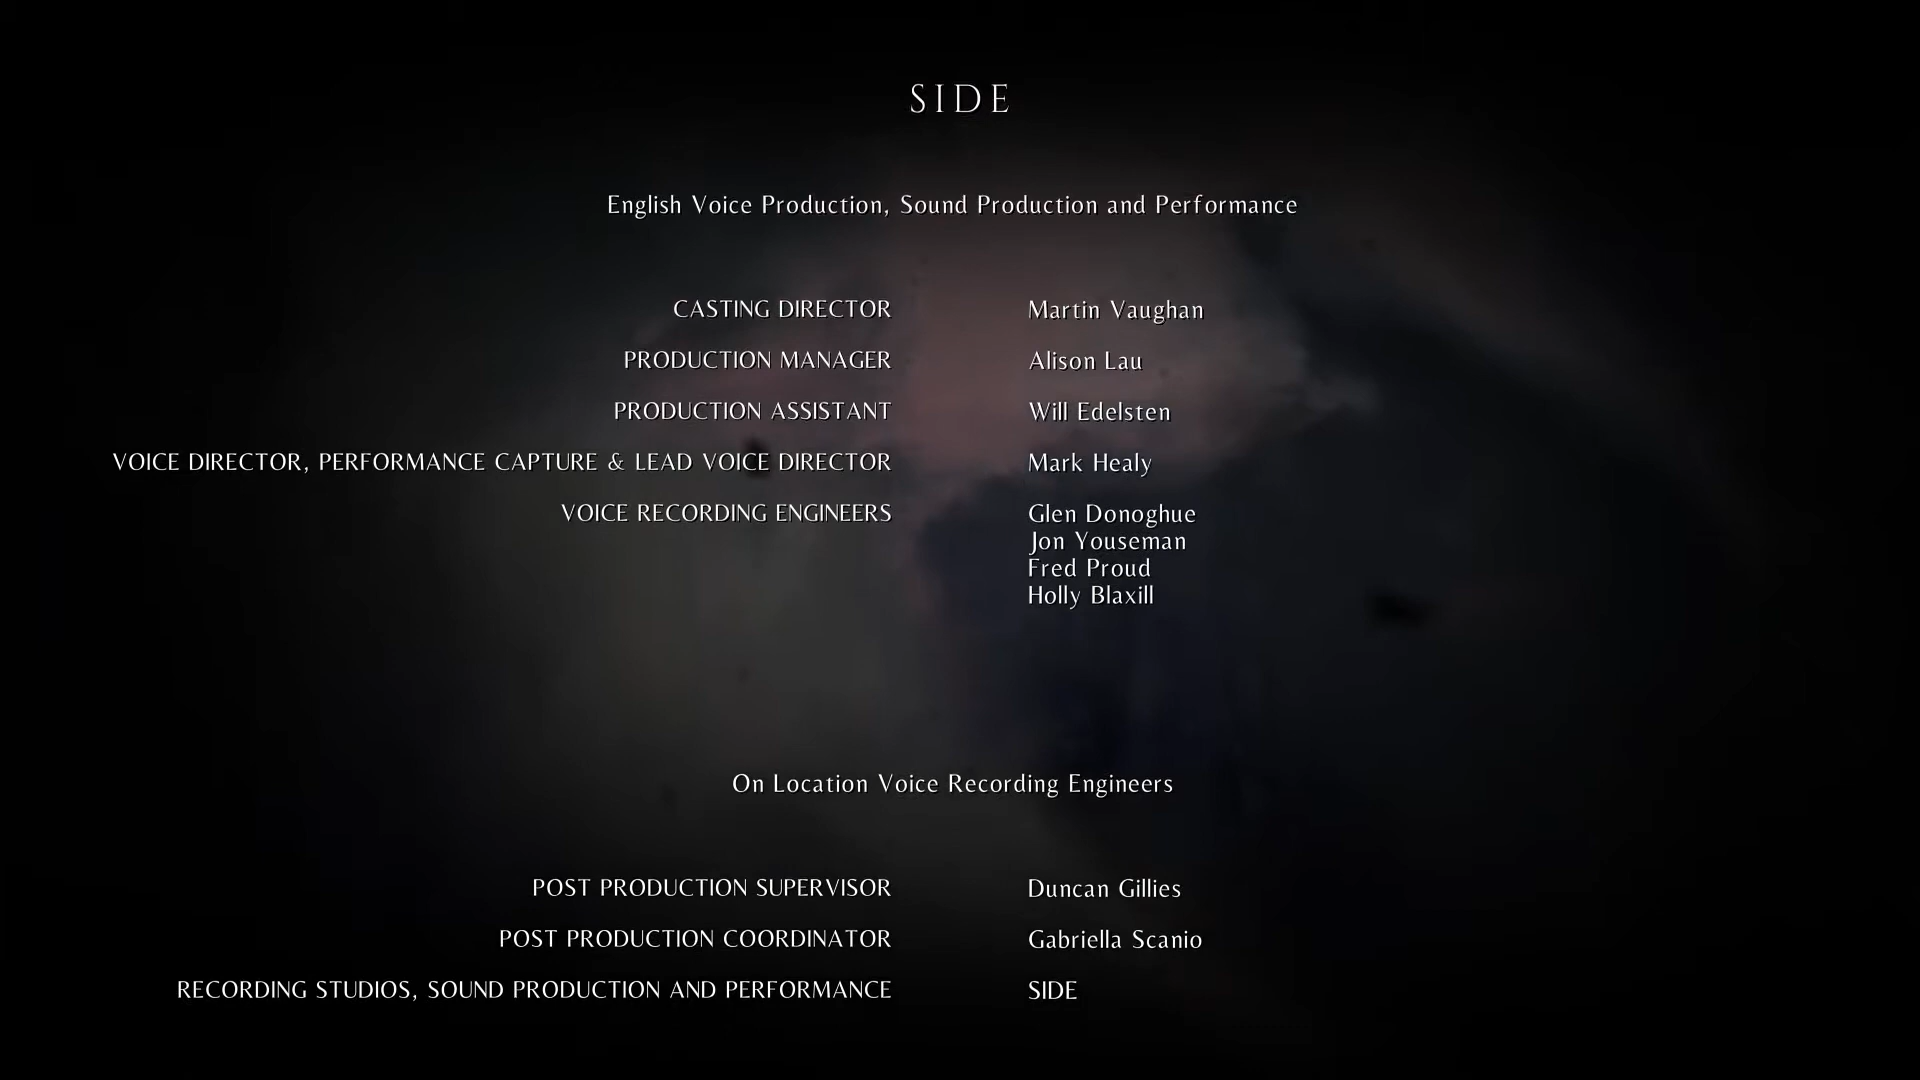 SIDE
English Voice Production, Sound Production and Performance
CASTING DIRECTOR Martin Vaughan
PRODUCTION MANAGER Alison Lau
PRODUCTION ASSISTANT Will Edelsten
VOICE DIRECTOR, PERFORMANCE CAPTURE & LEAD VOICE DIRECTOR Mark Healy
VOICE RECORDING ENGINEERS Glen Donoghue
Jon Youseman
Fred Proud
Holly Blaxill
On Location Voice Recording Engineers
POST PRODUCTION SUPERVISOR Duncan Gillies
POST PRODUCTION COORDINATOR Gabriella Scanio
RECORDING STUDIOS, SOUND PRODUCTION AND PERFORMANCE SIDE